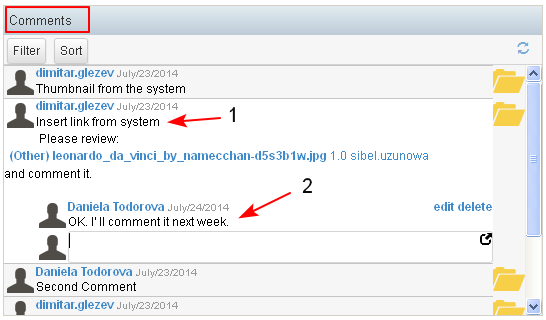 Comments
Filter Sort
dimitar.glezev July/23/2014
Thumbnail from the system
dimitar.glezev July/23/2014
Insert link from system
1
Please review:
(Other) leonardo_da_vinci_by_namecchan-d5s3b1w.jpg 1.0 sibel.uzunowa
and comment it.
2
Daniela Todorova July/24/2014 edit delete
OK. I'll comment it next week.
Daniela Todorova July/23/2014
Second Comment
dimitar.glezev July/23/2014